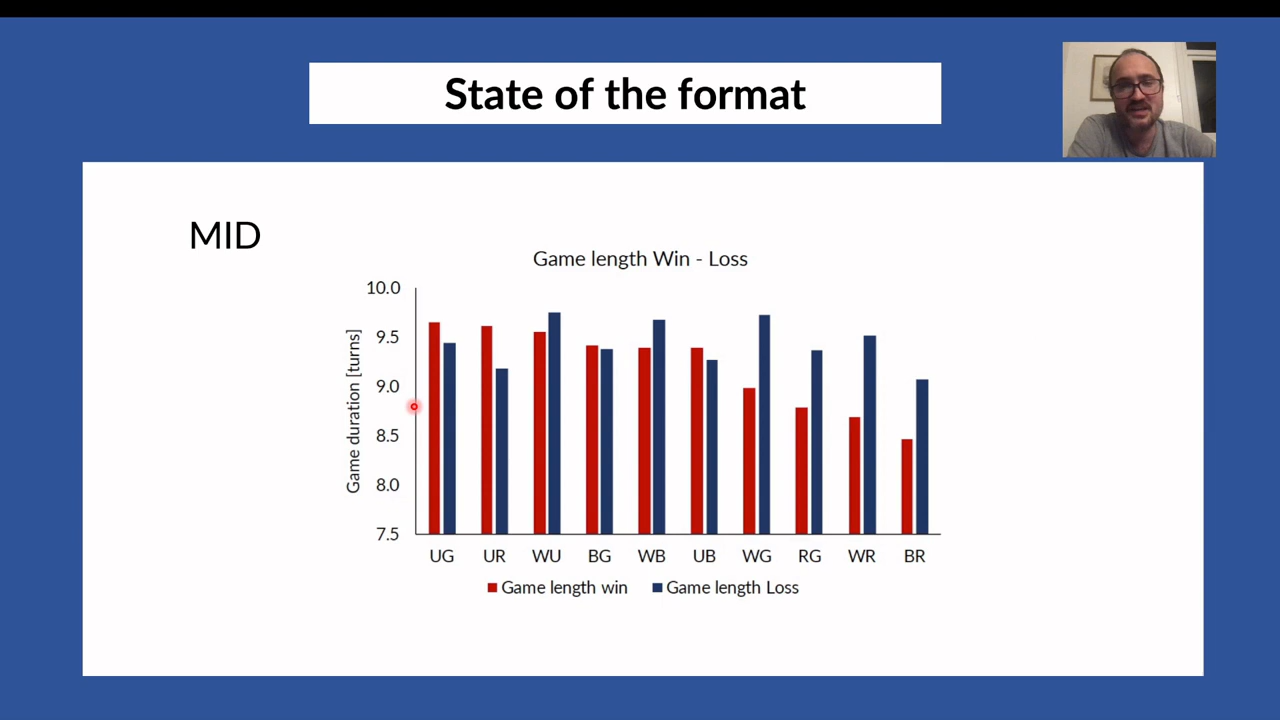 State of the format
MID
Game length Win - Loss
Game duration [turns]
10.0
9.5
9.0
8.5
8.0
7.5
UG UR WU BG WB UB WG RG WR BR
Game length win Game length Loss